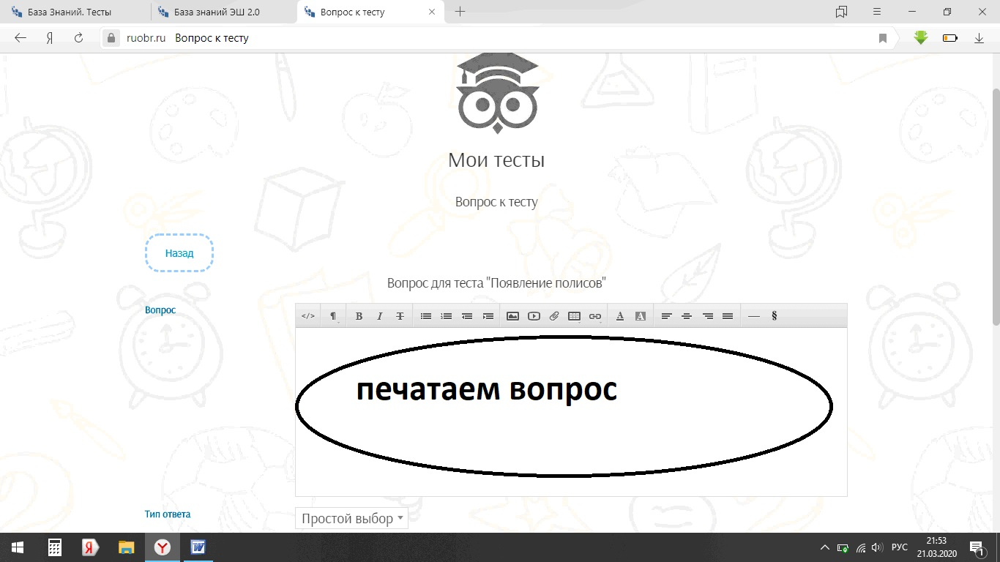 База Знаний. Тесты
База знаний ЭШ 2.0
Вопрос к тесту
ruobr.ru Вопрос к тесту
Мои тесты
Вопрос к тесту
Назад
Вопрос для теста "Появление полисов"
Вопрос
печатаем вопрос
Тип ответа
Простой выбор
РУС
21:53
21.03.2020
1